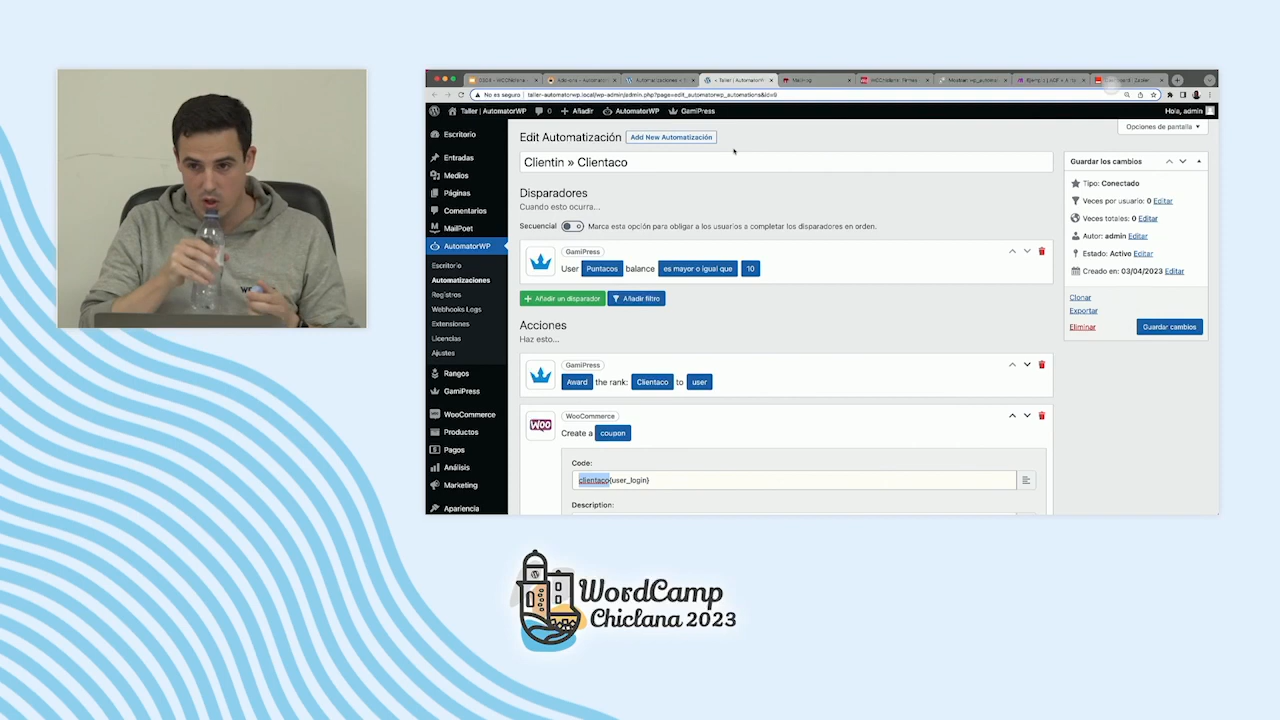 No es seguro | taller-automatorwp.local/wp-admin/admin.php?page=edit_automatorwp_automations&id=9
Taller | AutomatorWP 0 Añadir AutomatorWP GamiPress Hola, admin
Opciones de pantalla
Escritorio
Entradas
Medios
Páginas
Comentarios
MailPoet
AutomatorWP
Escritorio
Automatizaciones
Registros
Webhooks Logs
Extensiones
Licencias
Ajustes
Rangos
GamiPress
WooCommerce
Productos
Pagos
Análisis
Marketing
Apariencia
Edit Automatización Add New Automatización
Clientin » Clientaco
Disparadores
Cuando esto ocurra...
Secuencial Marca esta opción para obligar a los usuarios a completar los disparadores en orden.
GamiPress
User Puntacos balance es mayor o igual que 10
+ Añadir un disparador Añadir filtro
Acciones
Haz esto...
GamiPress
Award the rank: Clientaco to user
WooCommerce
Create a coupon
Code:
clientaco{user_login}
Description:
Guardar los cambios
Tipo: Conectado
Veces por usuario: 0 Editar
Veces totales: 0 Editar
Autor: admin Editar
Estado: Activo Editar
Creado en: 03/04/2023 Editar
Clonar
Exportar
Eliminar Guardar cambios
WordCamp
Chiclana 2023